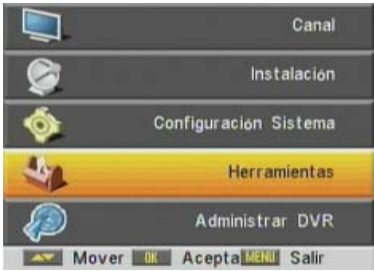 Canal
Instalación
Configuración Sistema
Herramientas
Administrar DVR
Mover OK Acepta MENU Salir